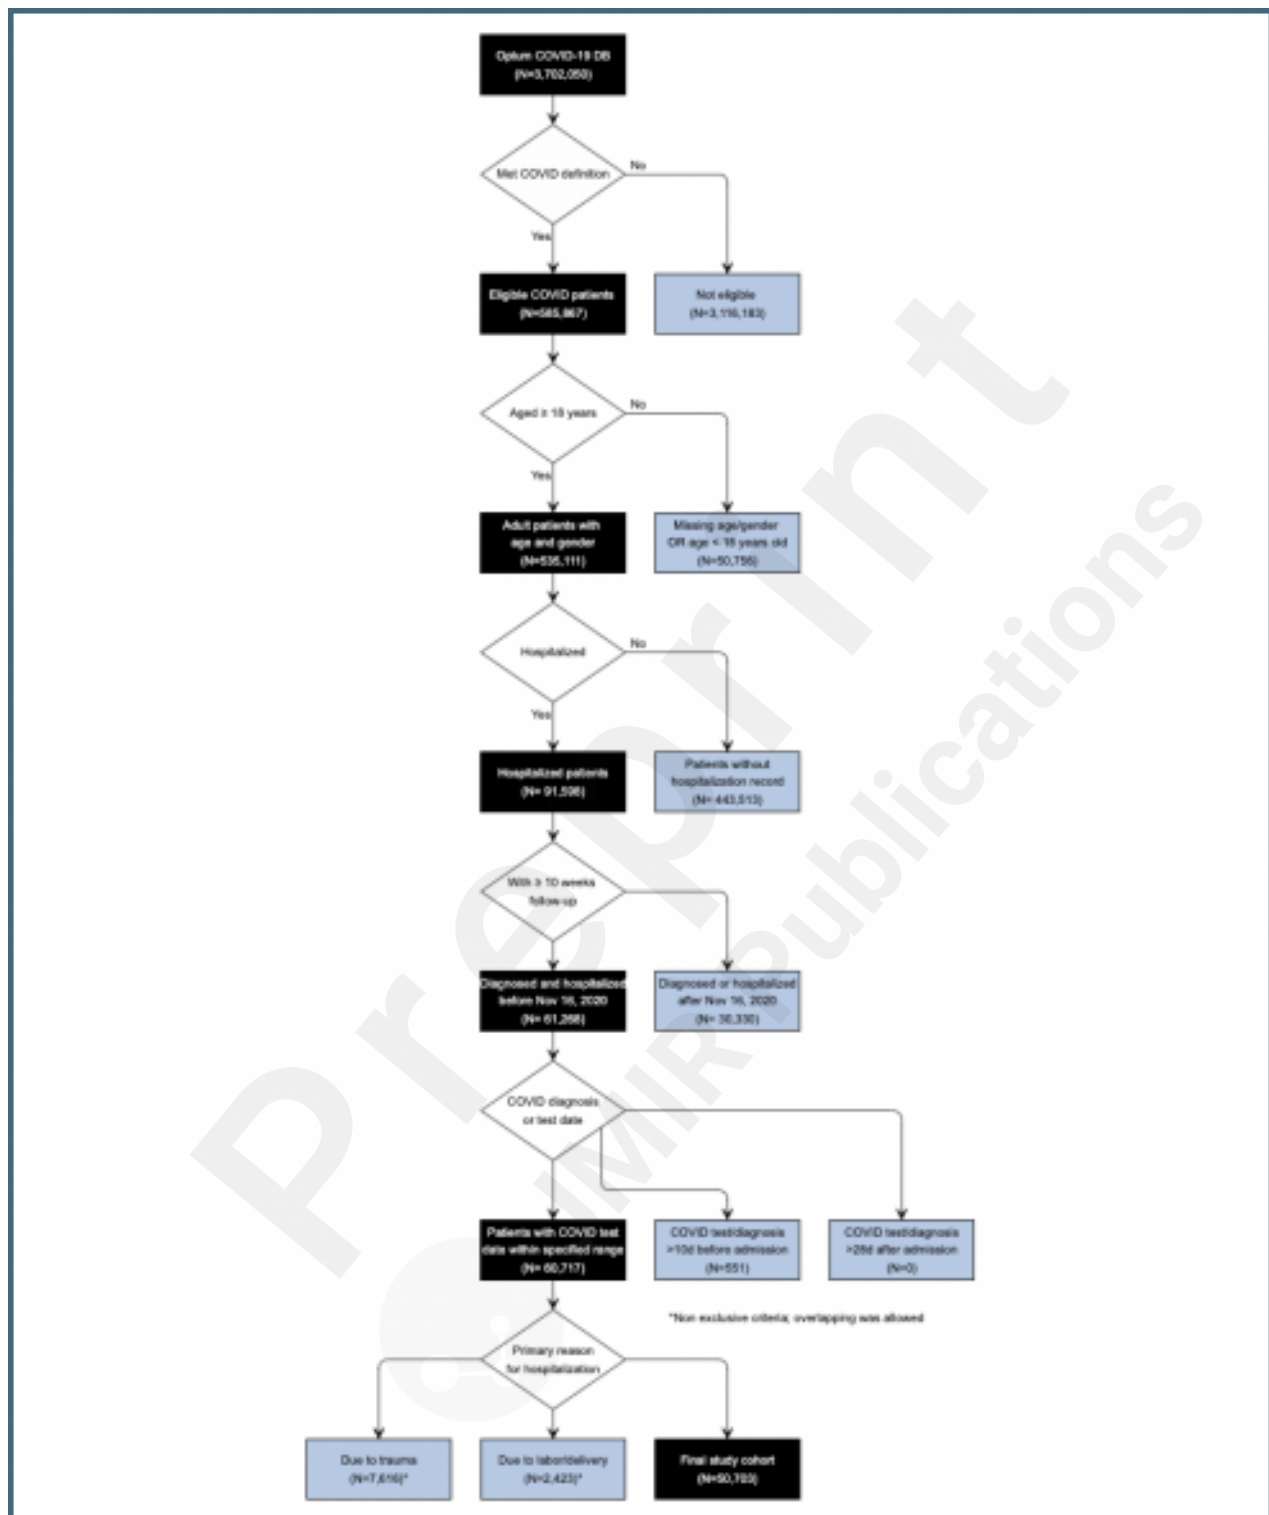 Optum COVID-19 DB
(N=3,702,050)
Met COVID definition
No
Yes
Eligible COVID patients
(N=585,867)
Not eligible
(N=3,116,183)
Aged ≥ 18 years
No
Yes
Adult patients with
age and gender
(N=535,111)
Missing age/gender
OR age < 18 years old
(N=50,756)
Hospitalized
No
Yes
Hospitalized patients
(N= 91,598)
Patients without
hospitalization record
(N= 443,513)
With ≥ 10 weeks
follow-up
Diagnosed and hospitalized
before Nov 16, 2020
(N= 61,268)
Diagnosed or hospitalized
after Nov 16, 2020
(N= 30,330)
COVID diagnosis
or test date
Patients with COVID test
date within specified range
(N= 60,717)
COVID test/diagnosis
>10d before admission
(N=551)
COVID test/diagnosis
>28d after admission
(N=0)
*Non exclusive criteria; overlapping was allowed
Primary reason
for hospitalization
Due to trauma
(N=7,616)*
Due to labor/delivery
(N=2,423)*
Final study cohort
(N=50,703)
Preprint
JMIR Publications